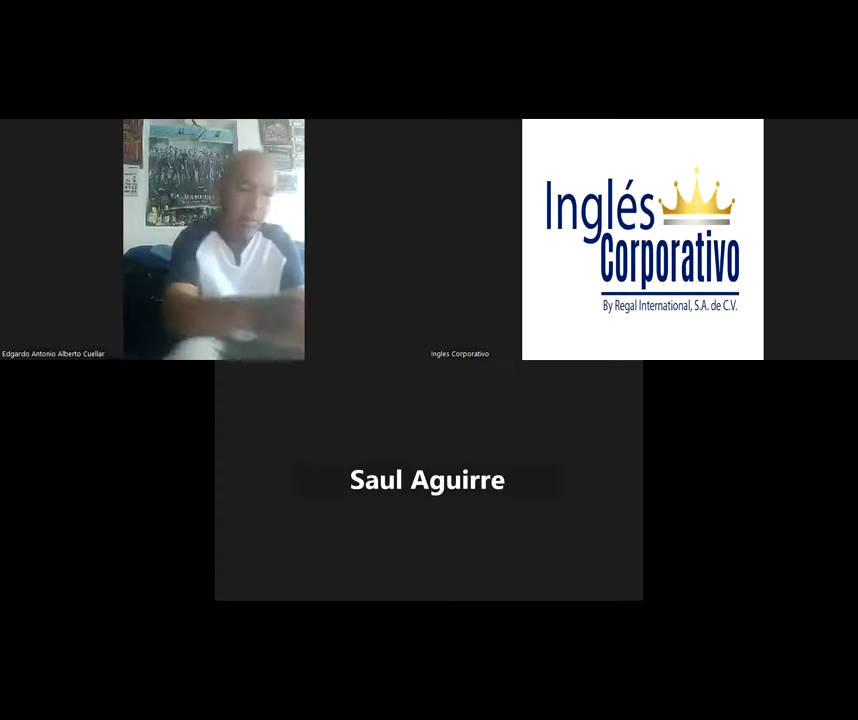 Inglés
Corporativo
By Regal International, S.A. de C.V.
Edgardo Antonio Alberto Cuellar
Ingles Corporativo
Saul Aguirre